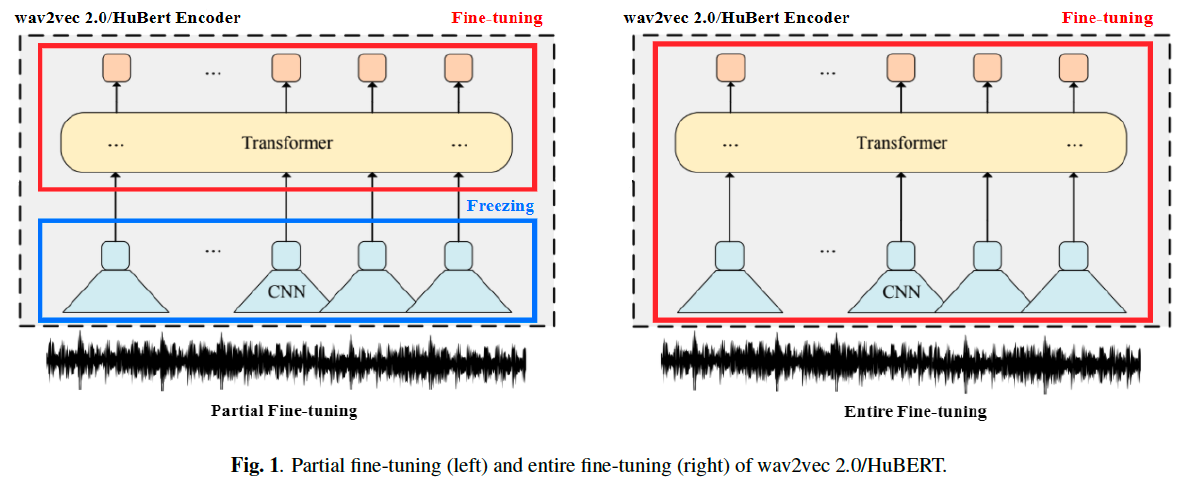 wav2vec 2.0/HuBert Encoder
Fine-tuning
...
... Transformer ...
Freezing
...
CNN
Partial Fine-tuning
wav2vec 2.0/HuBert Encoder
Fine-tuning
...
... Transformer ...
...
CNN
Entire Fine-tuning
Fig. 1. Partial fine-tuning (left) and entire fine-tuning (right) of wav2vec 2.0/HuBERT.